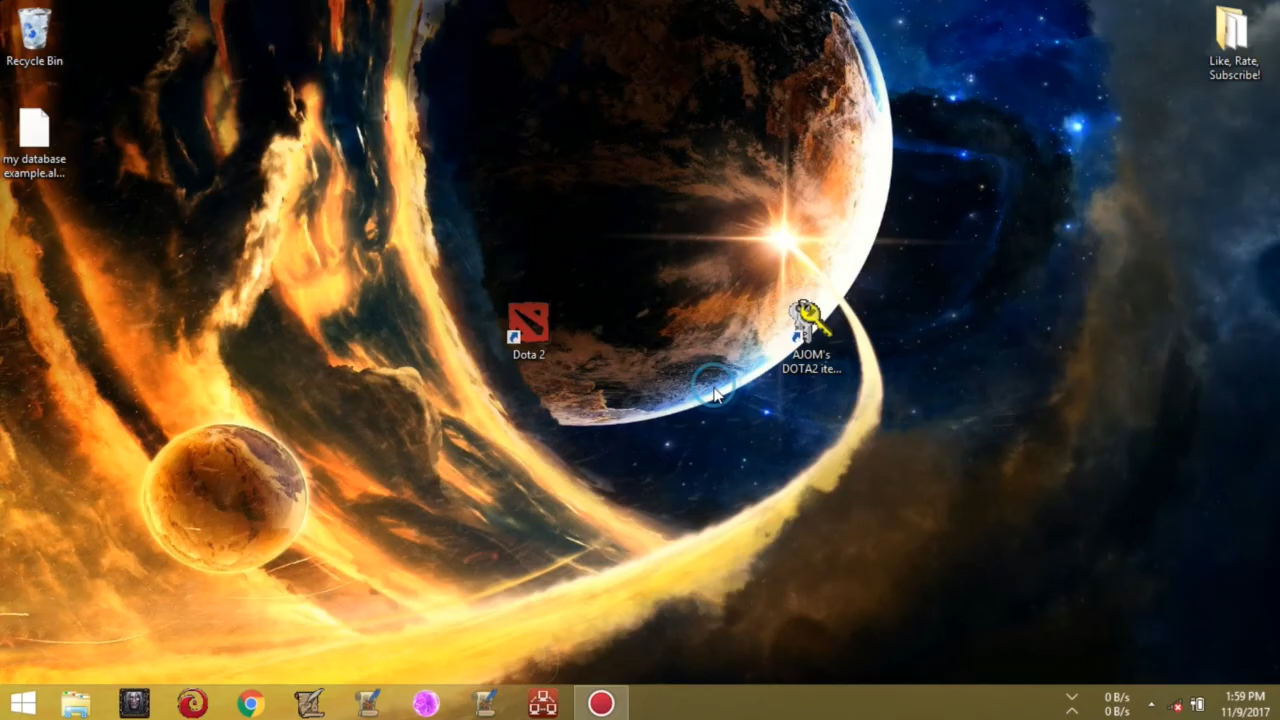 Recycle Bin
my database
example.al...
Like, Rate,
Subscribe!
Dota 2
AJOM's
DOTA2 ite...
0 B/s
0 B/s
1:59 PM
11/9/2017